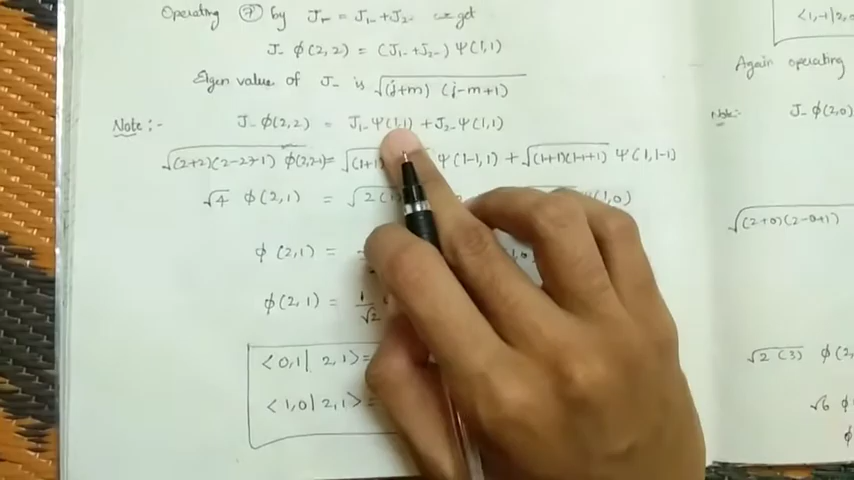 Operating ⑦ by J₋ = J₁₋ + J₂₋ we get
J₋ ϕ(2,2) = (J₁₋ + J₂₋) Ψ(1,1)
Eigen value of J₋ is √(j+m) (j-m+1)
Note:- J₋ ϕ(2,2) = J₁₋ Ψ(1,1) + J₂₋ Ψ(1,1)
√(2+2)(2-2+1) ϕ(2,2-1) = √(1+1) Ψ(1-1,1) + √(1+1)(1-1+1) Ψ(1,1-1)
√4 ϕ(2,1) = √2(1) Ψ(1,0)
ϕ(2,1) =
ϕ(2,1) = 1/√2
<0,1| 2,1> =
<1,0| 2,1> =
<1,-1|2,0
Again operating
Note:- J₋ ϕ(2,0)
√(2+0)(2-0+1)
√2(3) ϕ(2,
√6 ϕ
ϕ